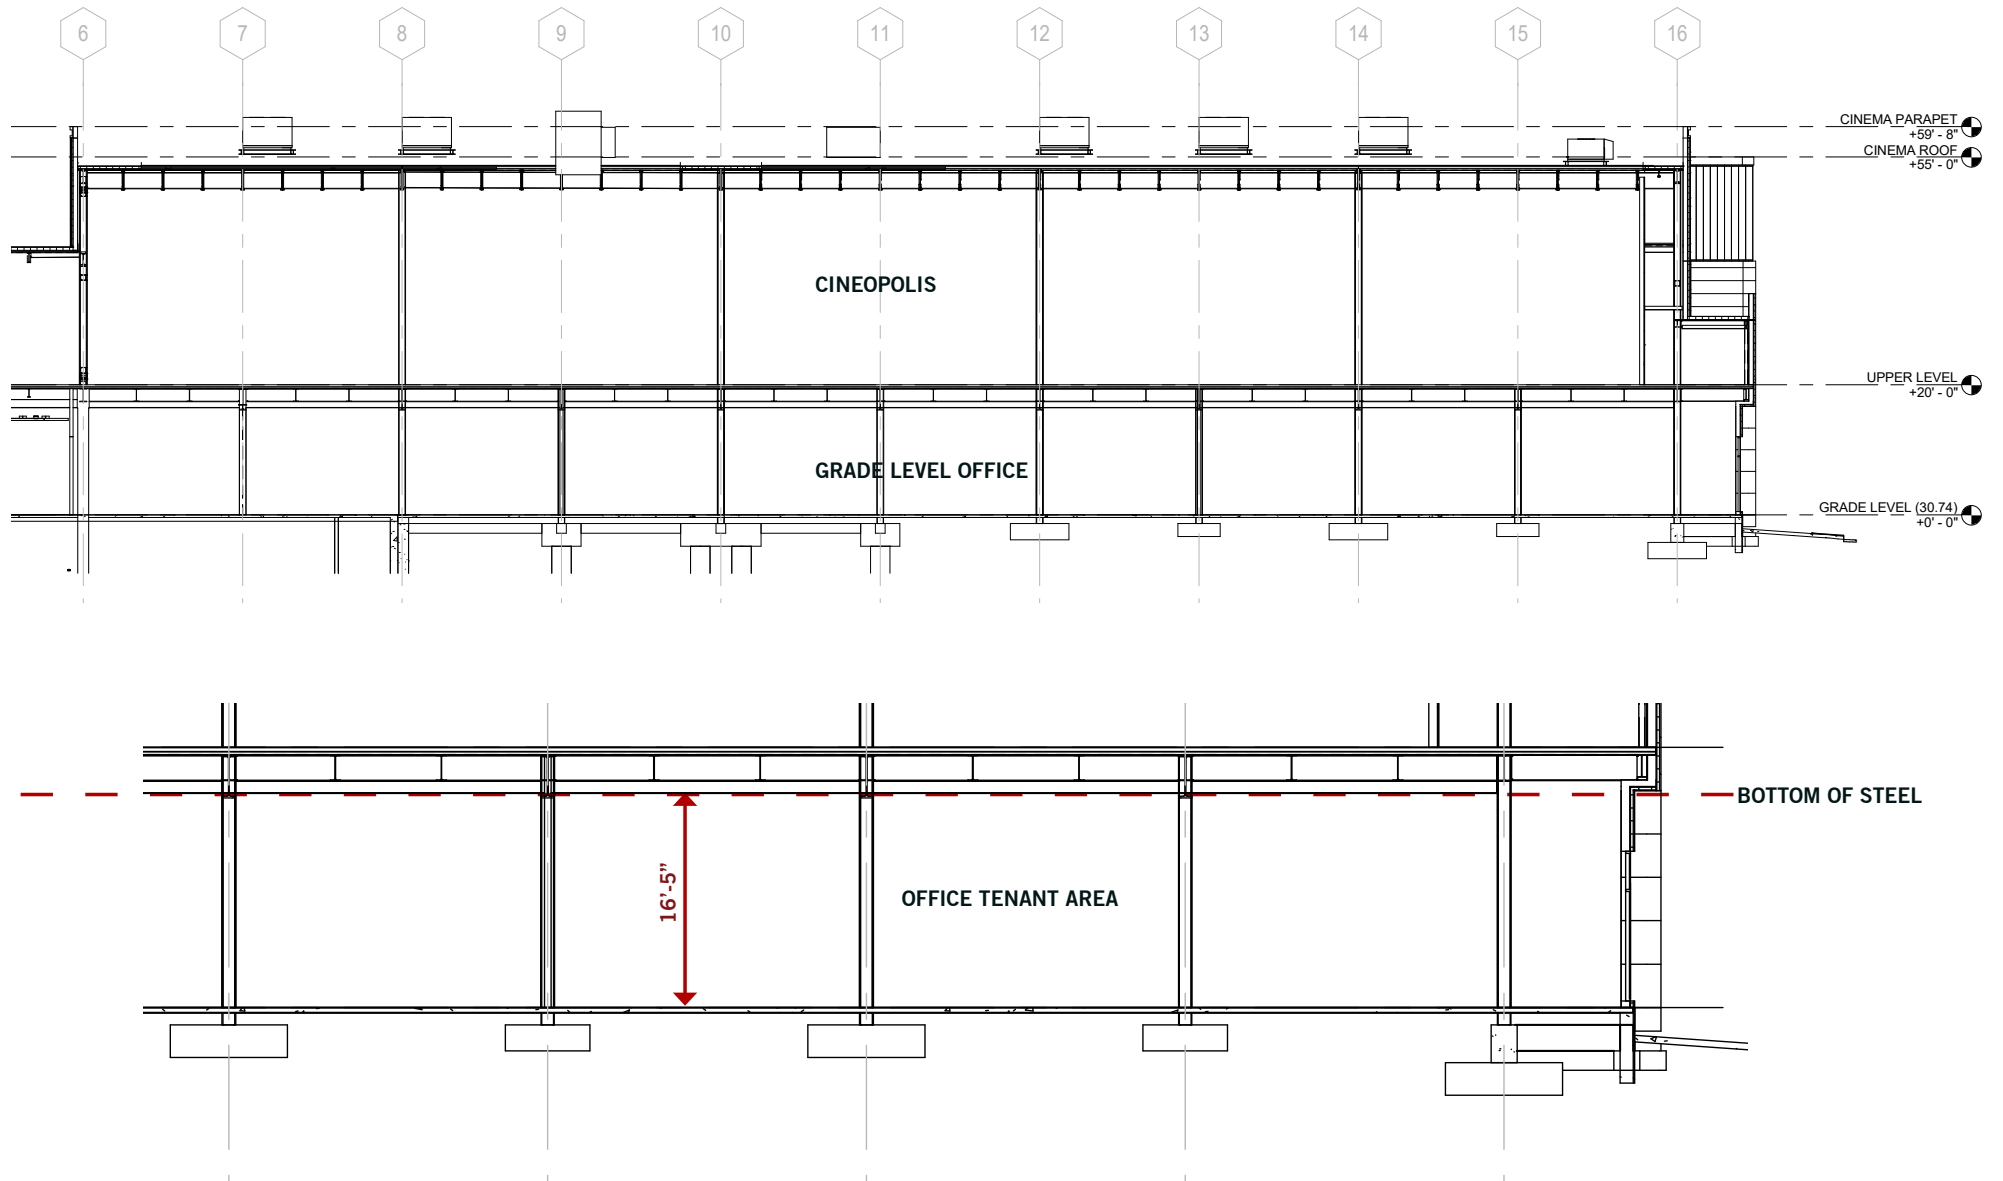 6 7 8 9 10 11 12 13 14 15 16
CINEMA PARAPET
+59' - 8"
CINEMA ROOF
+55' - 0"
CINEOPOLIS
UPPER LEVEL
+20' - 0"
GRADE LEVEL OFFICE
GRADE LEVEL (30.74)
+0' - 0"
BOTTOM OF STEEL
16'-5”
OFFICE TENANT AREA